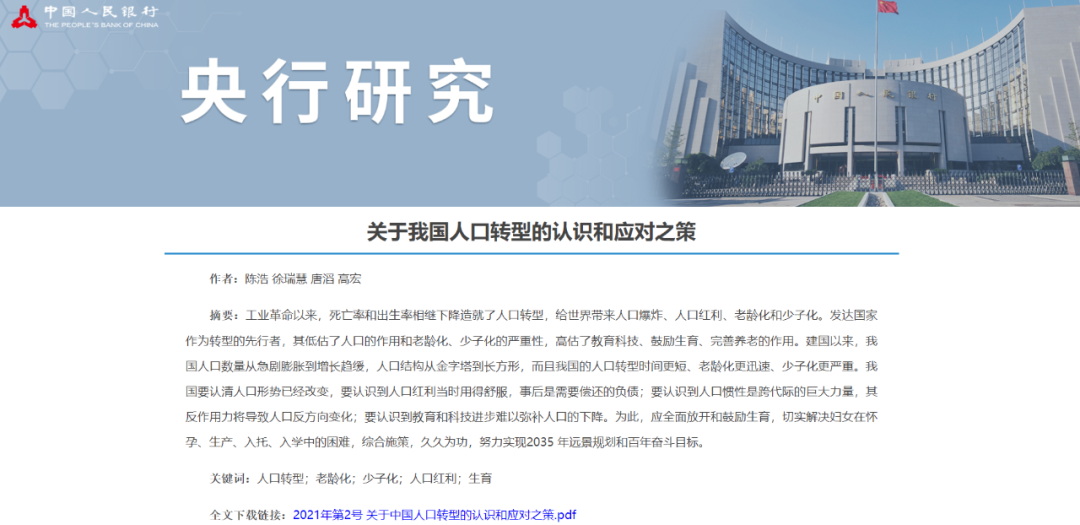 中国人民银行
THE PEOPLE'S BANK OF CHINA
央行研究
中国人民银行
关于我国人口转型的认识和应对之策
作者：陈浩 徐瑞慧 唐滔 高宏
摘要：工业革命以来，死亡率和出生率相继下降造就了人口转型，给世界带来人口爆炸、人口红利、老龄化和少子化。发达国家
作为转型的先行者，其低估了人口的作用和老龄化、少子化的严重性，高估了教育科技、鼓励生育、完善养老的作用。建国以来，我
国人口数量从急剧膨胀到增长趋缓，人口结构从金字塔到长方形，而且我国的人口转型时间更短、老龄化更迅速、少子化更严重。我
国要认清人口形势已经改变，要认识到人口红利当时用得舒服，事后是需要偿还的负债；要认识到人口惯性是跨代际的巨大力量，其
反作用力将导致人口反方向变化；要认识到教育和科技进步难以弥补人口的下降。为此，应全面放开和鼓励生育，切实解决妇女在怀
孕、生产、入托、入学中的困难，综合施策，久久为功，努力实现2035 年远景规划和百年奋斗目标。
关键词：人口转型；老龄化；少子化；人口红利；生育
全文下载链接：2021年第2号 关于中国人口转型的认识和应对之策.pdf